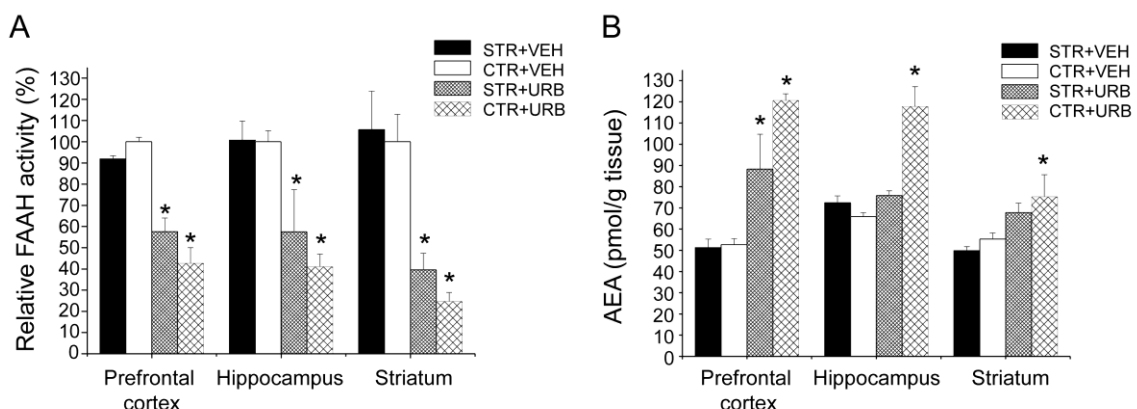 A
STR+VEH
CTR+VEH
STR+URB
CTR+URB
Relative FAAH activity (%)
130
120
110
100
90
80
70
60
50
40
30
20
10
0
*
*
*
*
*
*
Prefrontal
cortex
Hippocampus
Striatum
B
STR+VEH
CTR+VEH
STR+URB
CTR+URB
AEA (pmol/g tissue)
130
120
110
100
90
80
70
60
50
40
30
20
10
0
*
*
*
*
Prefrontal
cortex
Hippocampus
Striatum